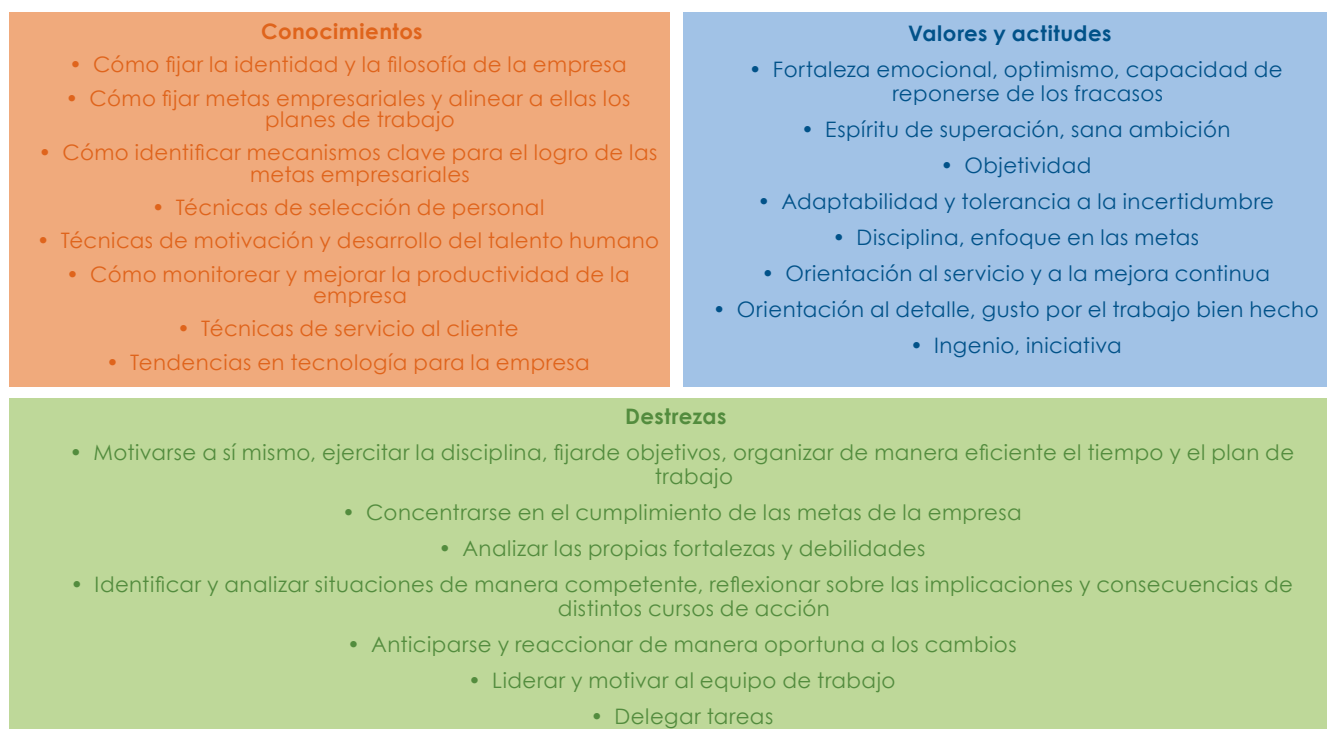 Conocimientos
• Cómo fijar la identidad y la filosofía de la empresa
• Cómo fijar metas empresariales y alinear a ellas los
planes de trabajo
• Cómo identificar mecanismos clave para el logro de las
metas empresariales
• Técnicas de selección de personal
• Técnicas de motivación y desarrollo del talento humano
• Cómo monitorear y mejorar la productividad de la
empresa
• Técnicas de servicio al cliente
• Tendencias en tecnología para la empresa
Valores y actitudes
• Fortaleza emocional, optimismo, capacidad de
reponerse de los fracasos
• Espíritu de superación, sana ambición
• Objetividad
• Adaptabilidad y tolerancia a la incertidumbre
• Disciplina, enfoque en las metas
• Orientación al servicio y a la mejora continua
• Orientación al detalle, gusto por el trabajo bien hecho
• Ingenio, iniciativa
Destrezas
• Motivarse a sí mismo, ejercitar la disciplina, fijarde objetivos, organizar de manera eficiente el tiempo y el plan de
trabajo
• Concentrarse en el cumplimiento de las metas de la empresa
• Analizar las propias fortalezas y debilidades
• Identificar y analizar situaciones de manera competente, reflexionar sobre las implicaciones y consecuencias de
distintos cursos de acción
• Anticiparse y reaccionar de manera oportuna a los cambios
• Liderar y motivar al equipo de trabajo
• Delegar tareas